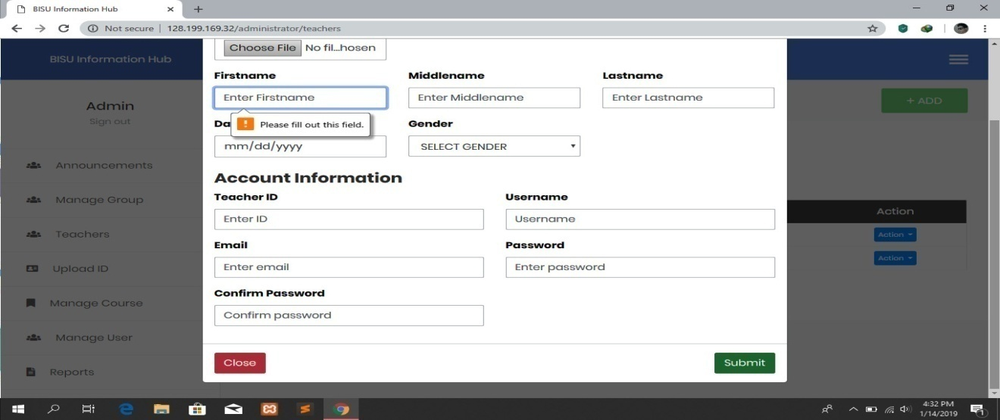 BISU Information Hub
Not secure | 128.199.169.32/administrator/teachers
BISU Information Hub
Choose File No fil...hosen
Firstname Middlename Lastname
Enter Firstname Enter Middlename Enter Lastname
Admin
+ ADD
Sign out
Da Gender
Please fill out this field.
mm/dd/yyyy SELECT GENDER
Announcements
Account Information
Manage Group
Teacher ID Username
Action
Enter ID Username
Teachers
Action
Email Password
Action
Upload ID
Enter email Enter password
Confirm Password
Manage Course
Confirm password
Manage User
Close Submit
Reports
4:32 PM
1/14/2019
1